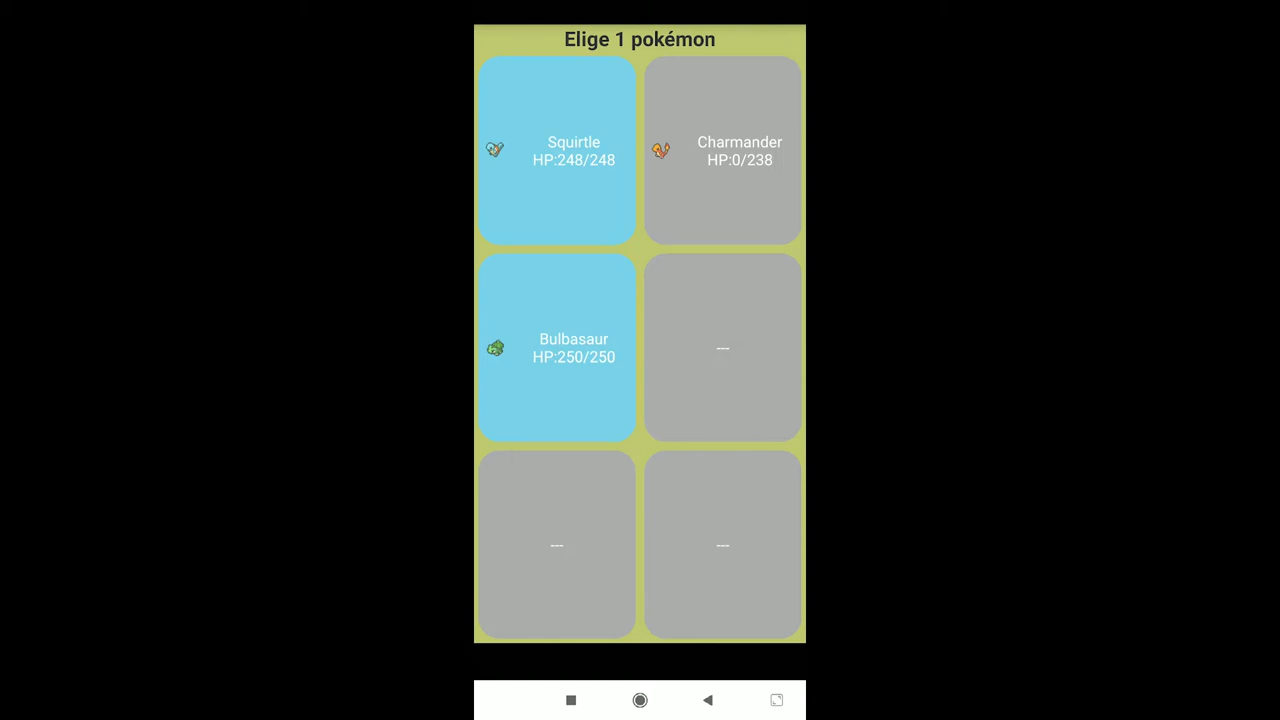 Elige 1 pokémon
Squirtle
HP:248/248
Charmander
HP:0/238
Bulbasaur
HP:250/250
---
---
---